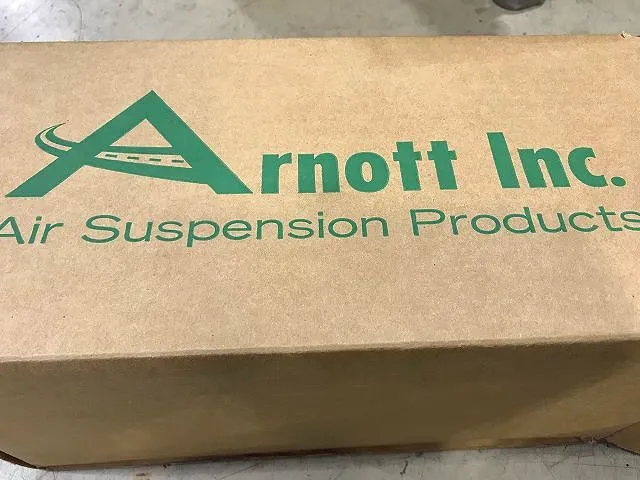 Arnott Inc.
Air Suspension Products